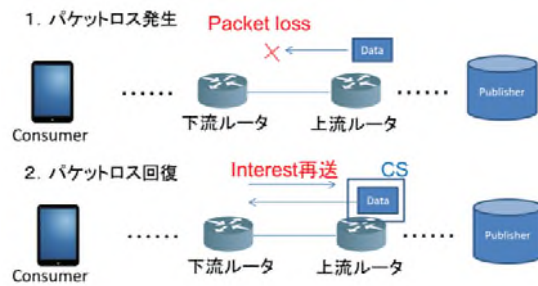 1. パケットロス発生
Packet loss
Data
Publisher
Consumer
下流ルータ
上流ルータ
2. パケットロス回復
Interest再送
CS
Data
Publisher
Consumer
下流ルータ
上流ルータ